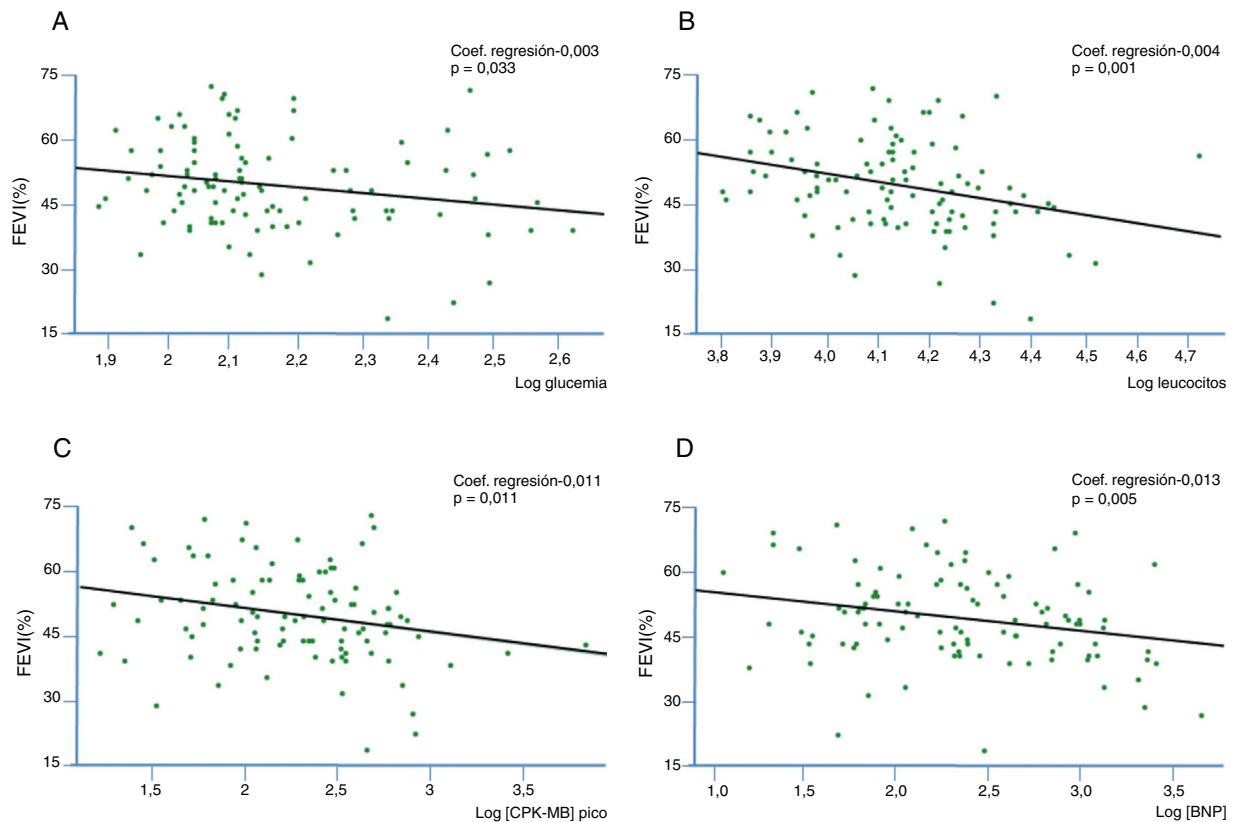 A
Coef. regresión-0,003
p = 0,033
FEVI(%)
75
60
45
30
15
1,9 2 2,1 2,2 2,3 2,4 2,5 2,6
Log glucemia
B
Coef. regresión-0,004
p = 0,001
FEVI(%)
75
60
45
30
15
3,8 3,9 4,0 4,1 4,2 4,3 4,4 4,5 4,6 4,7
Log leucocitos
C
Coef. regresión-0,011
p = 0,011
FEVI(%)
75
60
45
30
15
1,5 2 2,5 3 3,5
Log [CPK-MB] pico
D
Coef. regresión-0,013
p = 0,005
FEVI(%)
75
60
45
30
15
1,0 1,5 2,0 2,5 3,0 3,5
Log [BNP]